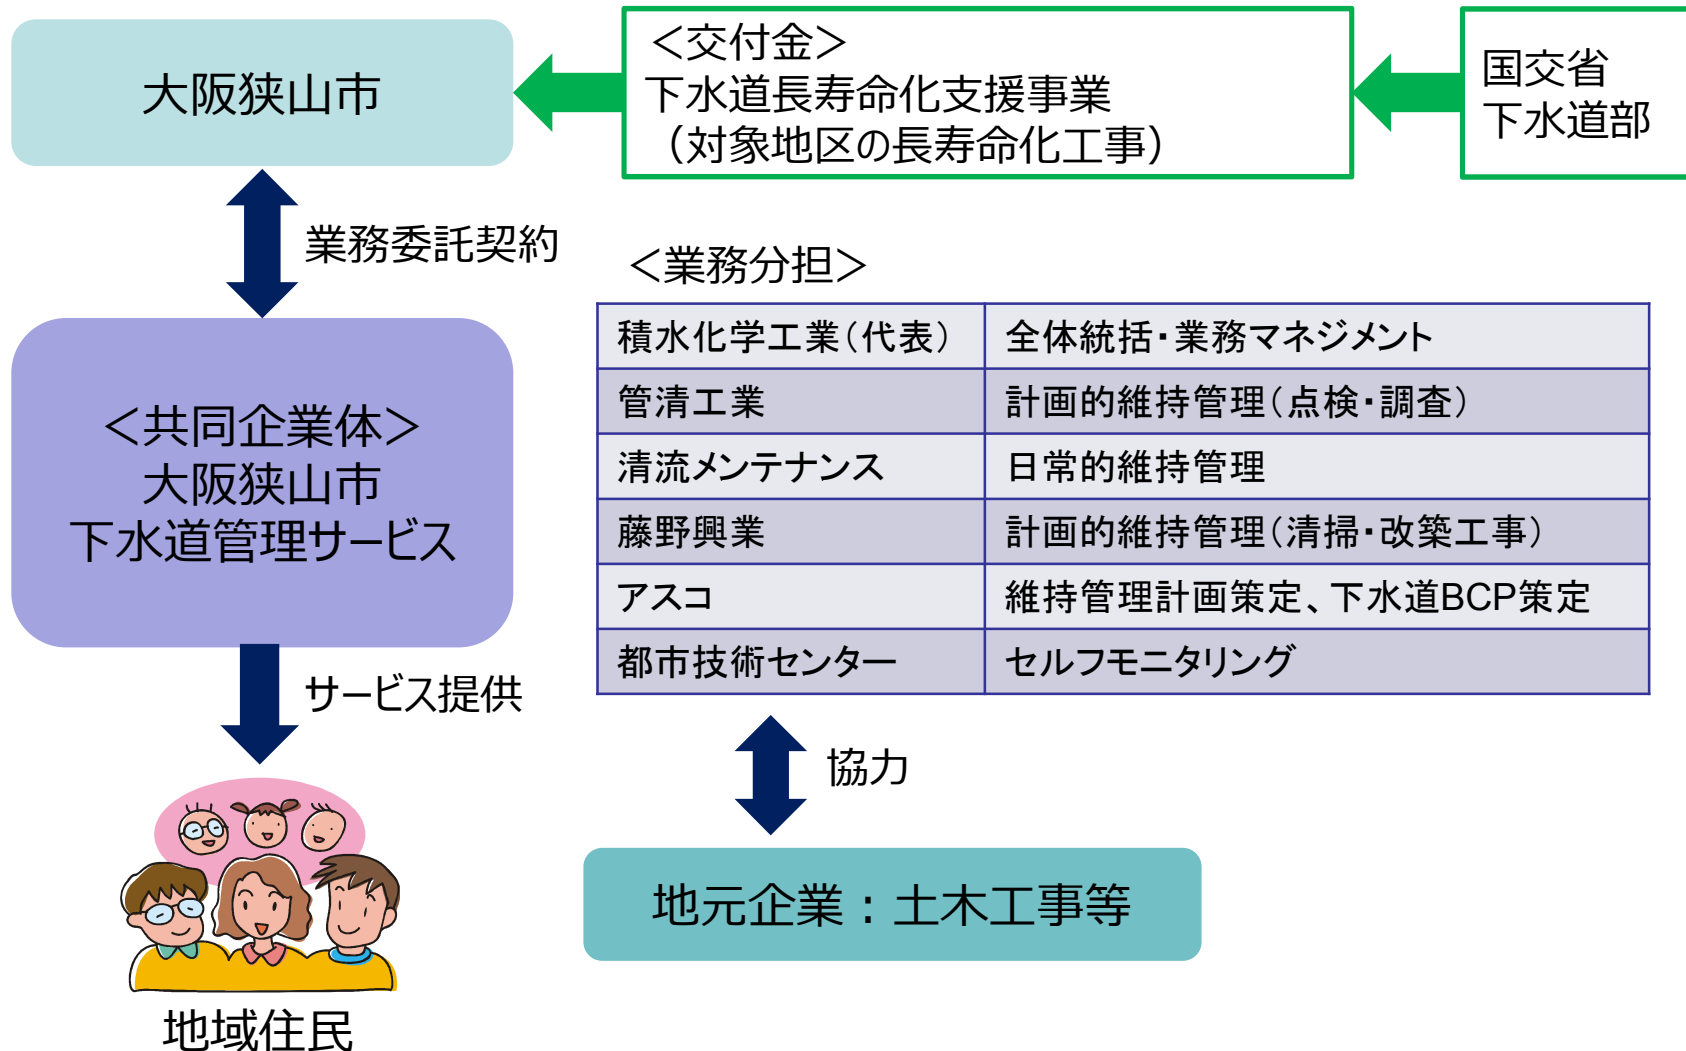 大阪狭山市
＜交付金＞
下水道長寿命化支援事業
（対象地区の長寿命化工事）
国交省
下水道部
業務委託契約
＜共同企業体＞
大阪狭山市
下水道管理サービス
＜業務分担＞
積水化学工業（代表） 全体統括・業務マネジメント
管清工業 計画的維持管理（点検・調査）
清流メンテナンス 日常的維持管理
藤野興業 計画的維持管理（清掃・改築工事）
アスコ 維持管理計画策定、下水道BCP策定
都市技術センター セルフモニタリング
サービス提供
協力
地元企業：土木工事等
地域住民